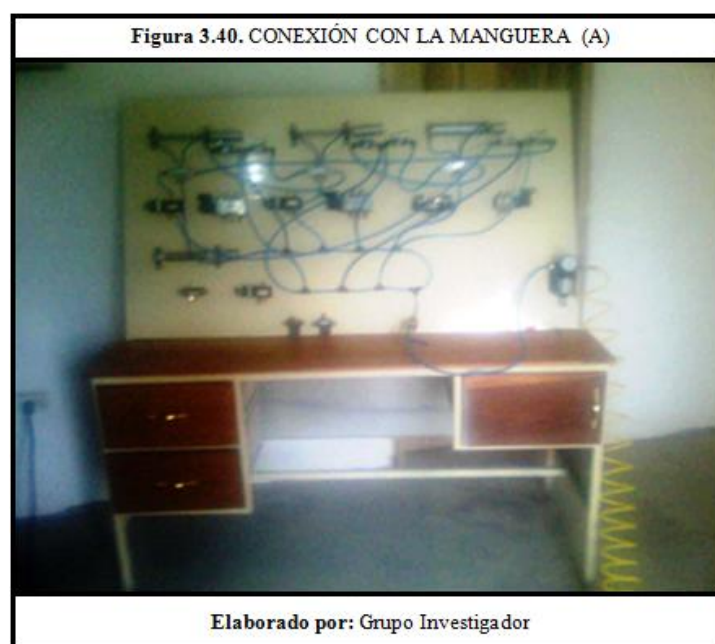 Figura 3.40. CONEXIÓN CON LA MANGUERA (A)
Elaborado por: Grupo Investigador